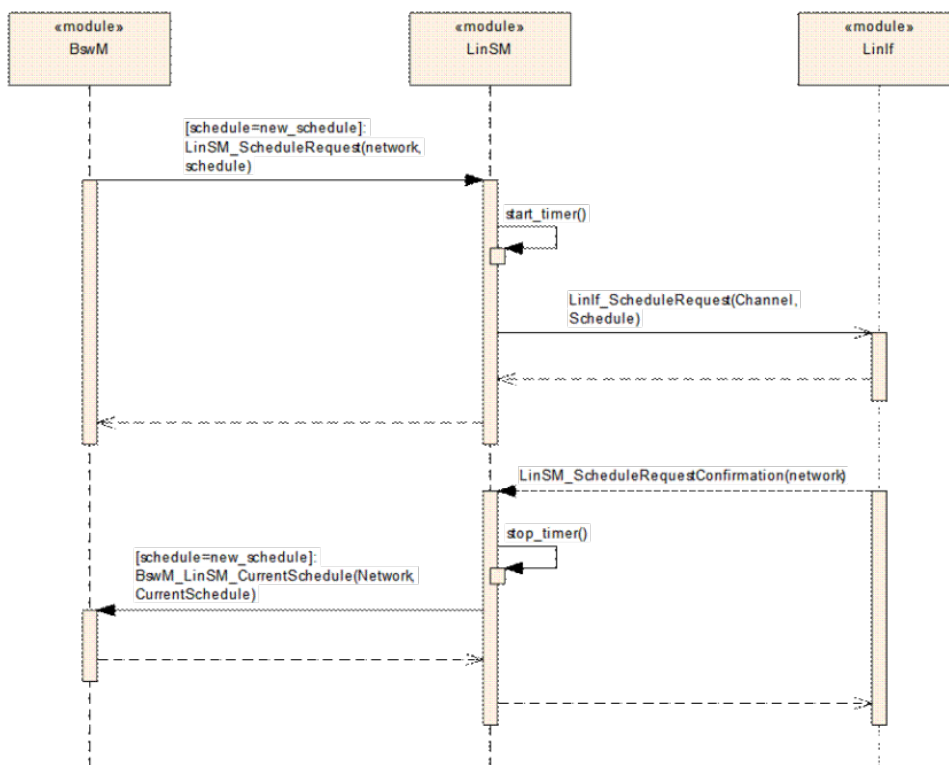 «module»
BswM
«module»
LinSM
«module»
LinIf
[schedule=new_schedule]:
LinSM_ScheduleRequest(network,
schedule)
start_timer()
LinIf_ScheduleRequest(Channel,
Schedule)
LinSM_ScheduleRequestConfirmation(network)
stop_timer()
[schedule=new_schedule]:
BswM_LinSM_CurrentSchedule(Network,
CurrentSchedule)